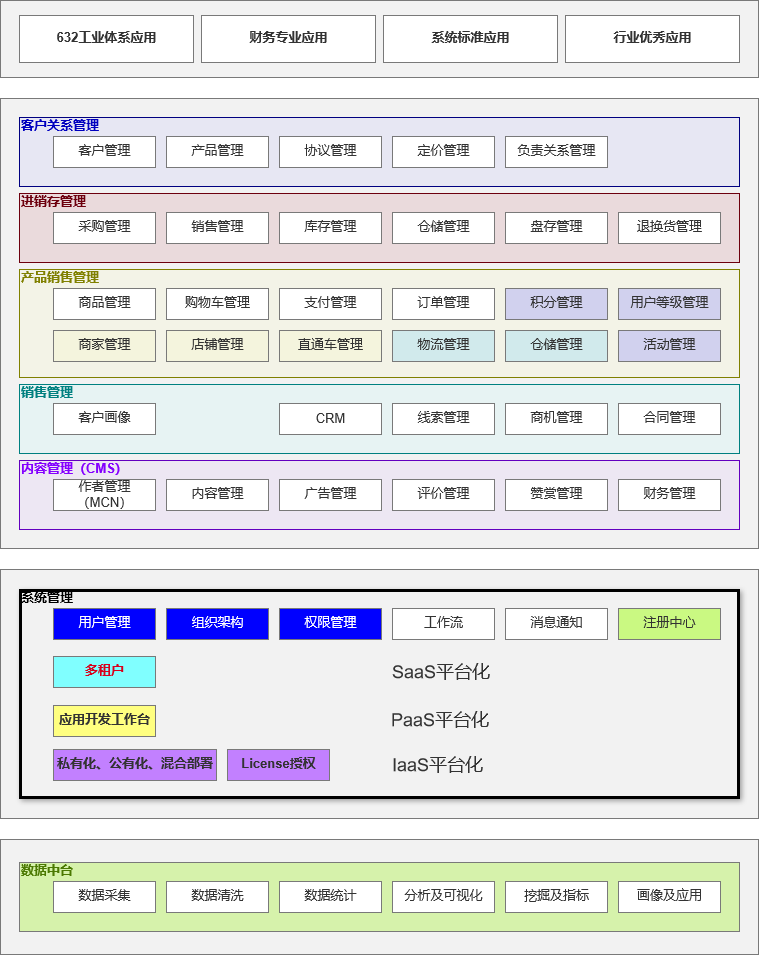 632工业体系应用 财务专业应用 系统标准应用 行业优秀应用
客户关系管理
客户管理 产品管理 协议管理 定价管理 负责关系管理
进销存管理
采购管理 销售管理 库存管理 仓储管理 盘存管理 退换货管理
产品销售管理
商品管理 购物车管理 支付管理 订单管理 积分管理 用户等级管理
商家管理 店铺管理 直通车管理 物流管理 仓储管理 活动管理
销售管理
客户画像 CRM 线索管理 商机管理 合同管理
内容管理（CMS）
作者管理
（MCN） 内容管理 广告管理 评价管理 赞赏管理 财务管理
系统管理
用户管理 组织架构 权限管理 工作流 消息通知 注册中心
多租户 SaaS平台化
应用开发工作台 PaaS平台化
私有化、公有化、混合部署 License授权 IaaS平台化
数据中台
数据采集 数据清洗 数据统计 分析及可视化 挖掘及指标 画像及应用